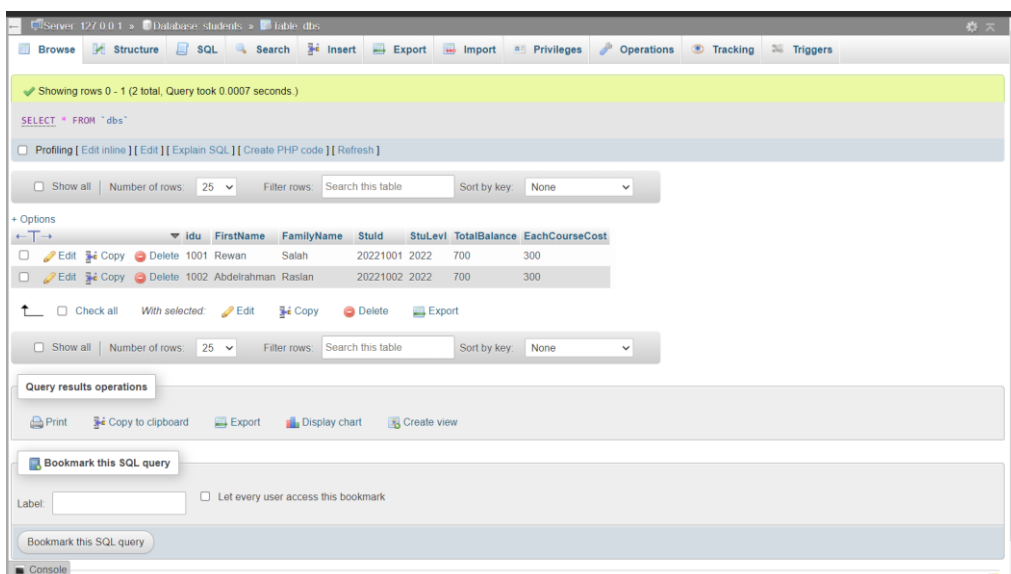 Server: 127.0.0.1 » Database: students » Table: dbs
Browse Structure SQL Search Insert Export Import Privileges Operations Tracking Triggers
Showing rows 0 - 1 (2 total, Query took 0.0007 seconds.)
SELECT * FROM `dbs`
Profiling [ Edit inline ] [ Edit ] [ Explain SQL ] [ Create PHP code ] [ Refresh ]
Show all | Number of rows: 25 Filter rows: Search this table Sort by key: None
+ Options
←T→ idu FirstName FamilyName StuId StuLevl TotalBalance EachCourseCost
Edit Copy Delete 1001 Rewan Salah 20221001 2022 700 300
Edit Copy Delete 1002 Abdelrahman Raslan 20221002 2022 700 300
Check all With selected: Edit Copy Delete Export
Show all | Number of rows: 25 Filter rows: Search this table Sort by key: None
Query results operations
Print Copy to clipboard Export Display chart Create view
Bookmark this SQL query
Label: Let every user access this bookmark
Bookmark this SQL query
Console